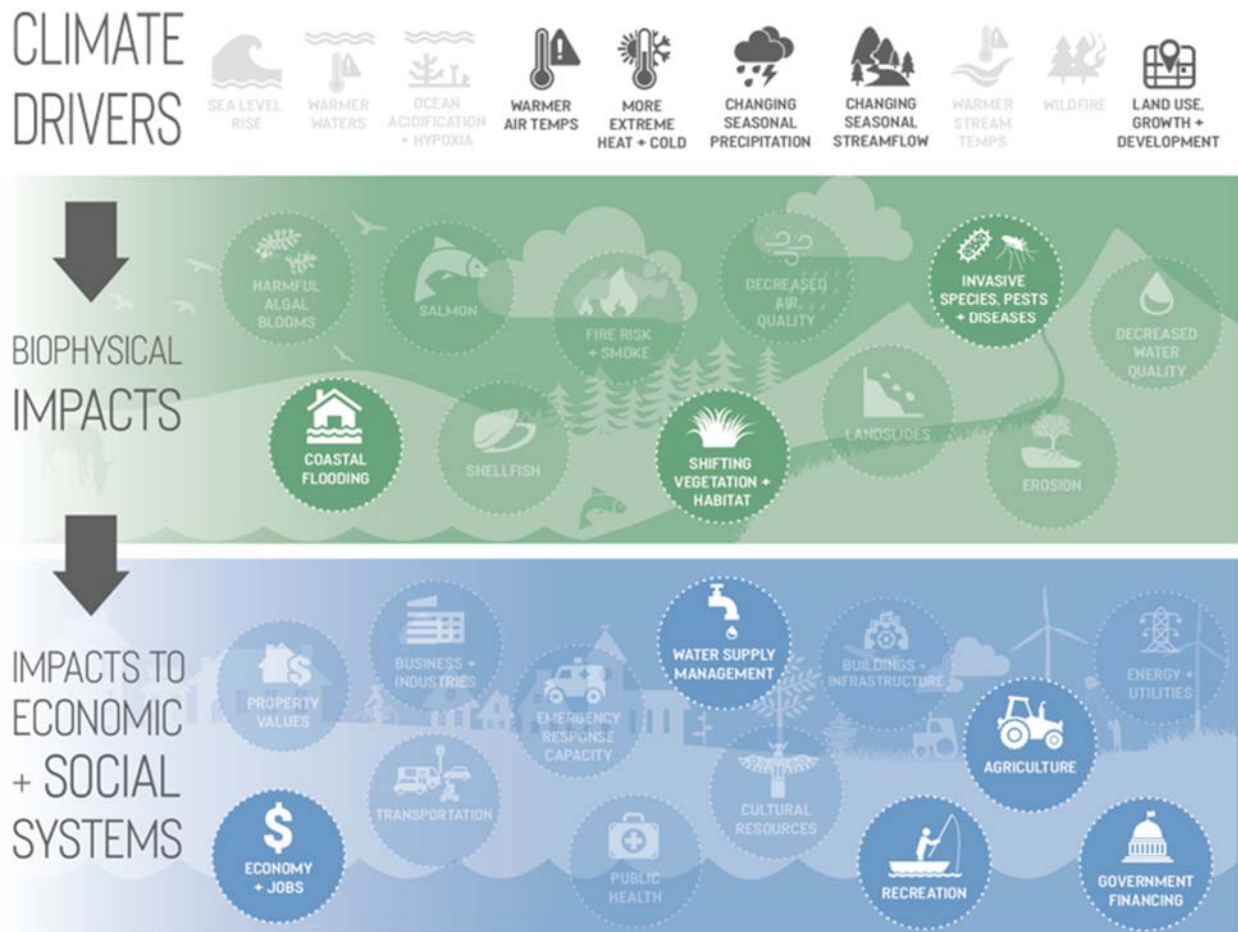 CLIMATE
DRIVERS
SEA LEVEL
RISE
WARMER
WATERS
OCEAN
ACIDIFICATION
+ HYPOXIA
WARMER
AIR TEMPS
MORE
EXTREME
HEAT + COLD
CHANGING
SEASONAL
PRECIPITATION
CHANGING
SEASONAL
STREAMFLOW
WARMER
STREAM
TEMPS
WILDFIRE
LAND USE,
GROWTH +
DEVELOPMENT
BIOPHYSICAL
IMPACTS
HARMFUL
ALGAL
BLOOMS
SALMON
FIRE RISK
+ SMOKE
DECREASED
AIR
QUALITY
INVASIVE
SPECIES, PESTS
+ DISEASES
DECREASED
WATER
QUALITY
COASTAL
FLOODING
SHELLFISH
SHIFTING
VEGETATION +
HABITAT
LANDSLIDES
EROSION
IMPACTS TO
ECONOMIC
+ SOCIAL
SYSTEMS
PROPERTY
VALUES
BUSINESS +
INDUSTRIES
EMERGENCY
RESPONSE
CAPACITY
WATER SUPPLY
MANAGEMENT
BUILDINGS +
INFRASTRUCTURE
ENERGY +
UTILITIES
AGRICULTURE
TRANSPORTATION
CULTURAL
RESOURCES
$
ECONOMY
+ JOBS
PUBLIC
HEALTH
RECREATION
GOVERNMENT
FINANCING